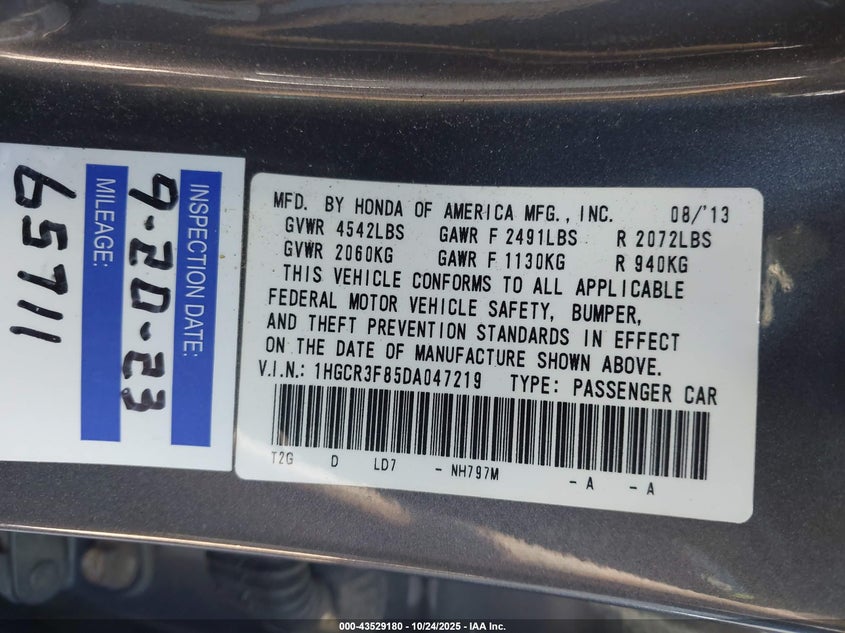 INSPECTION DATE:
9-20-23
MILEAGE:
65711
MFD. BY HONDA OF AMERICA MFG., INC. 08/'13
GVWR 4542LBS GAWR F 2491LBS R 2072LBS
GVWR 2060KG GAWR F 1130KG R 940KG
THIS VEHICLE CONFORMS TO ALL APPLICABLE
FEDERAL MOTOR VEHICLE SAFETY, BUMPER,
AND THEFT PREVENTION STANDARDS IN EFFECT
ON THE DATE OF MANUFACTURE SHOWN ABOVE.
V.I.N.: 1HGCR3F85DA047219 TYPE: PASSENGER CAR
T2G D LD7 - NH797M - A - A
000-43529180 - 10/24/2025 - IAA Inc.